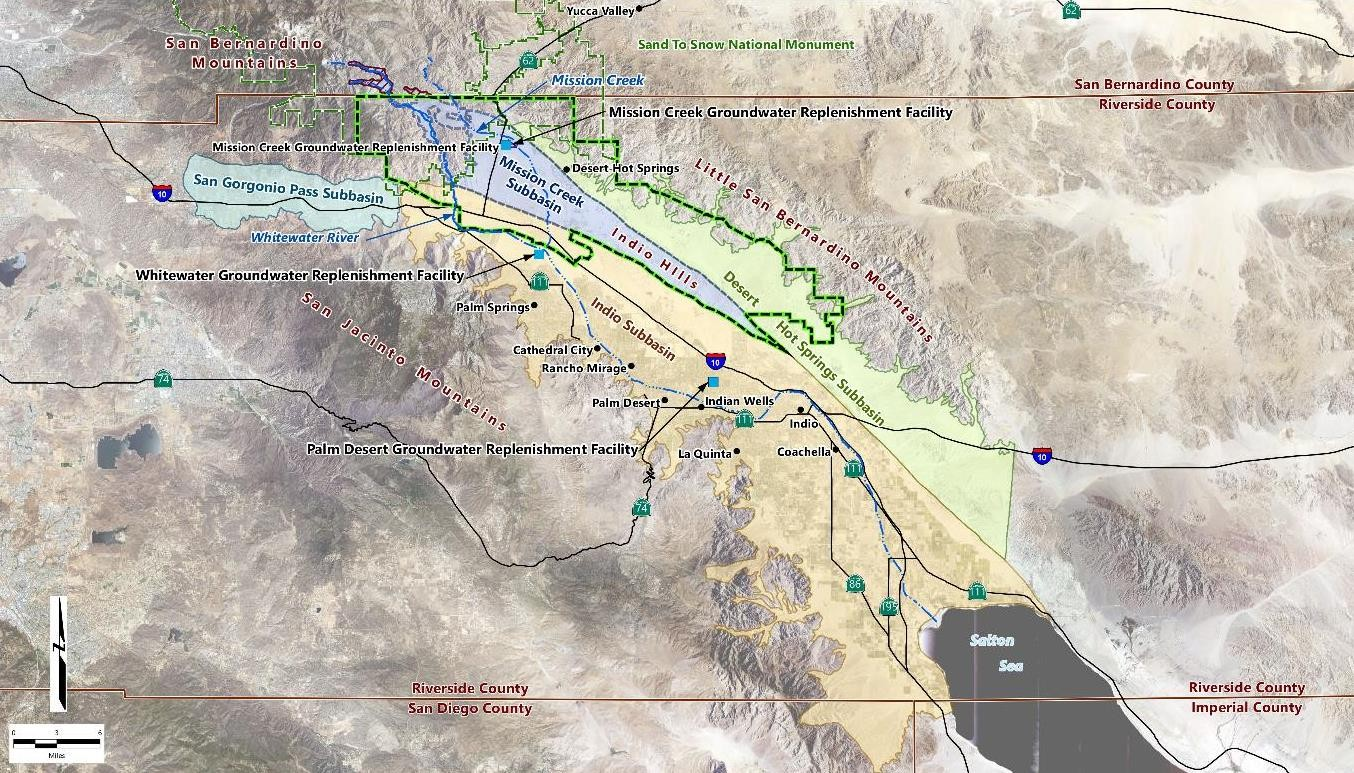 Yucca Valley
62
San Bernardino
Mountains
Sand To Snow National Monument
62
Mission Creek
San Bernardino County
Riverside County
Mission Creek Groundwater Replenishment Facility
Mission Creek Groundwater Replenishment Facility
Desert Hot Springs
Mission Creek
Subbasin
Little San Bernardino Mountains
San Gorgonio Pass Subbasin
10
Whitewater River
Indio Hills
Whitewater Groundwater Replenishment Facility
111
Desert
Hot Springs Subbasin
San Jacinto Mountains
Palm Springs
Indio Subbasin
Cathedral City
10
Rancho Mirage
74
Palm Desert
Indian Wells
111
Indio
Palm Desert Groundwater Replenishment Facility
La Quinta
Coachella
10
111
74
86
195
111
N
Salton
Sea
Riverside County
San Diego County
Riverside County
Imperial County
0 3 6
Miles